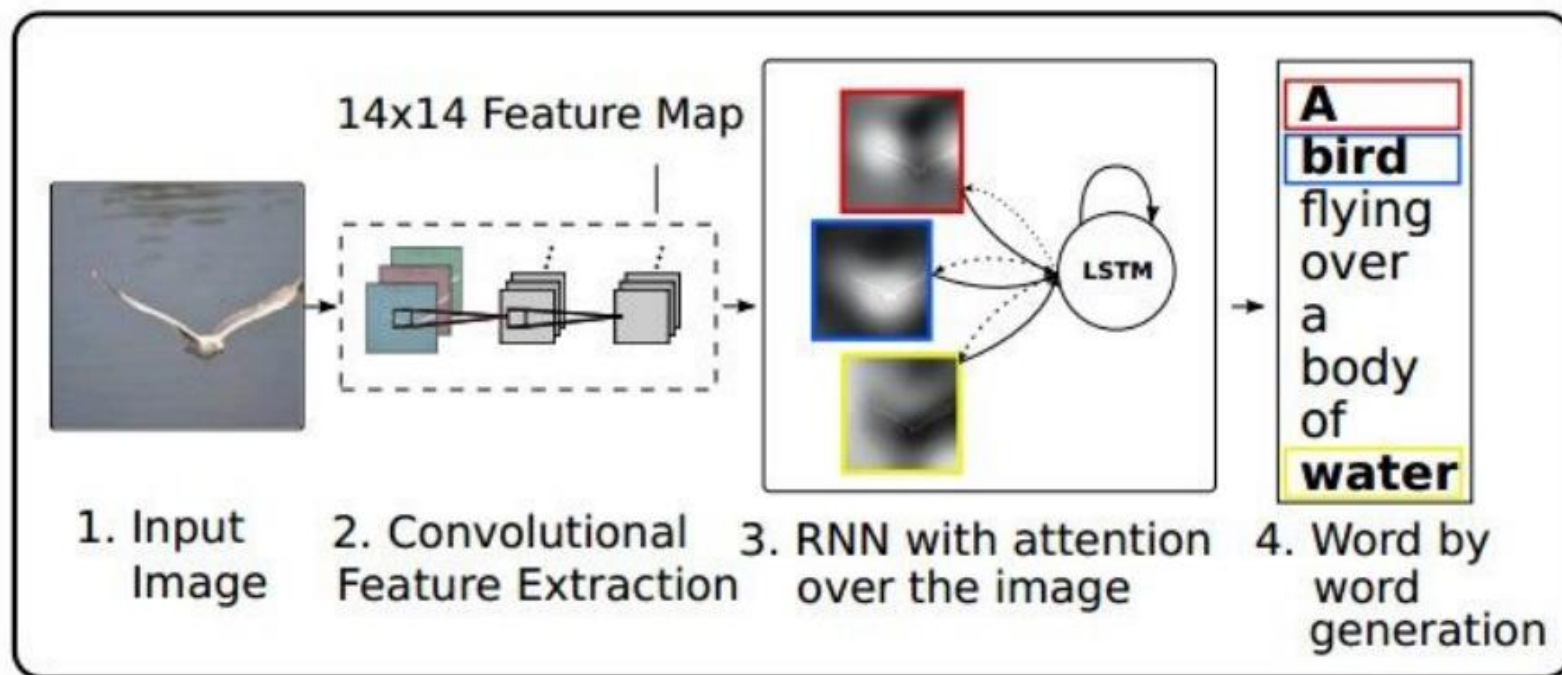 14x14 Feature Map
LSTM
A
bird
flying
over
a
body
of
water
1. Input
Image
2. Convolutional
Feature Extraction
3. RNN with attention
over the image
4. Word by
word
generation